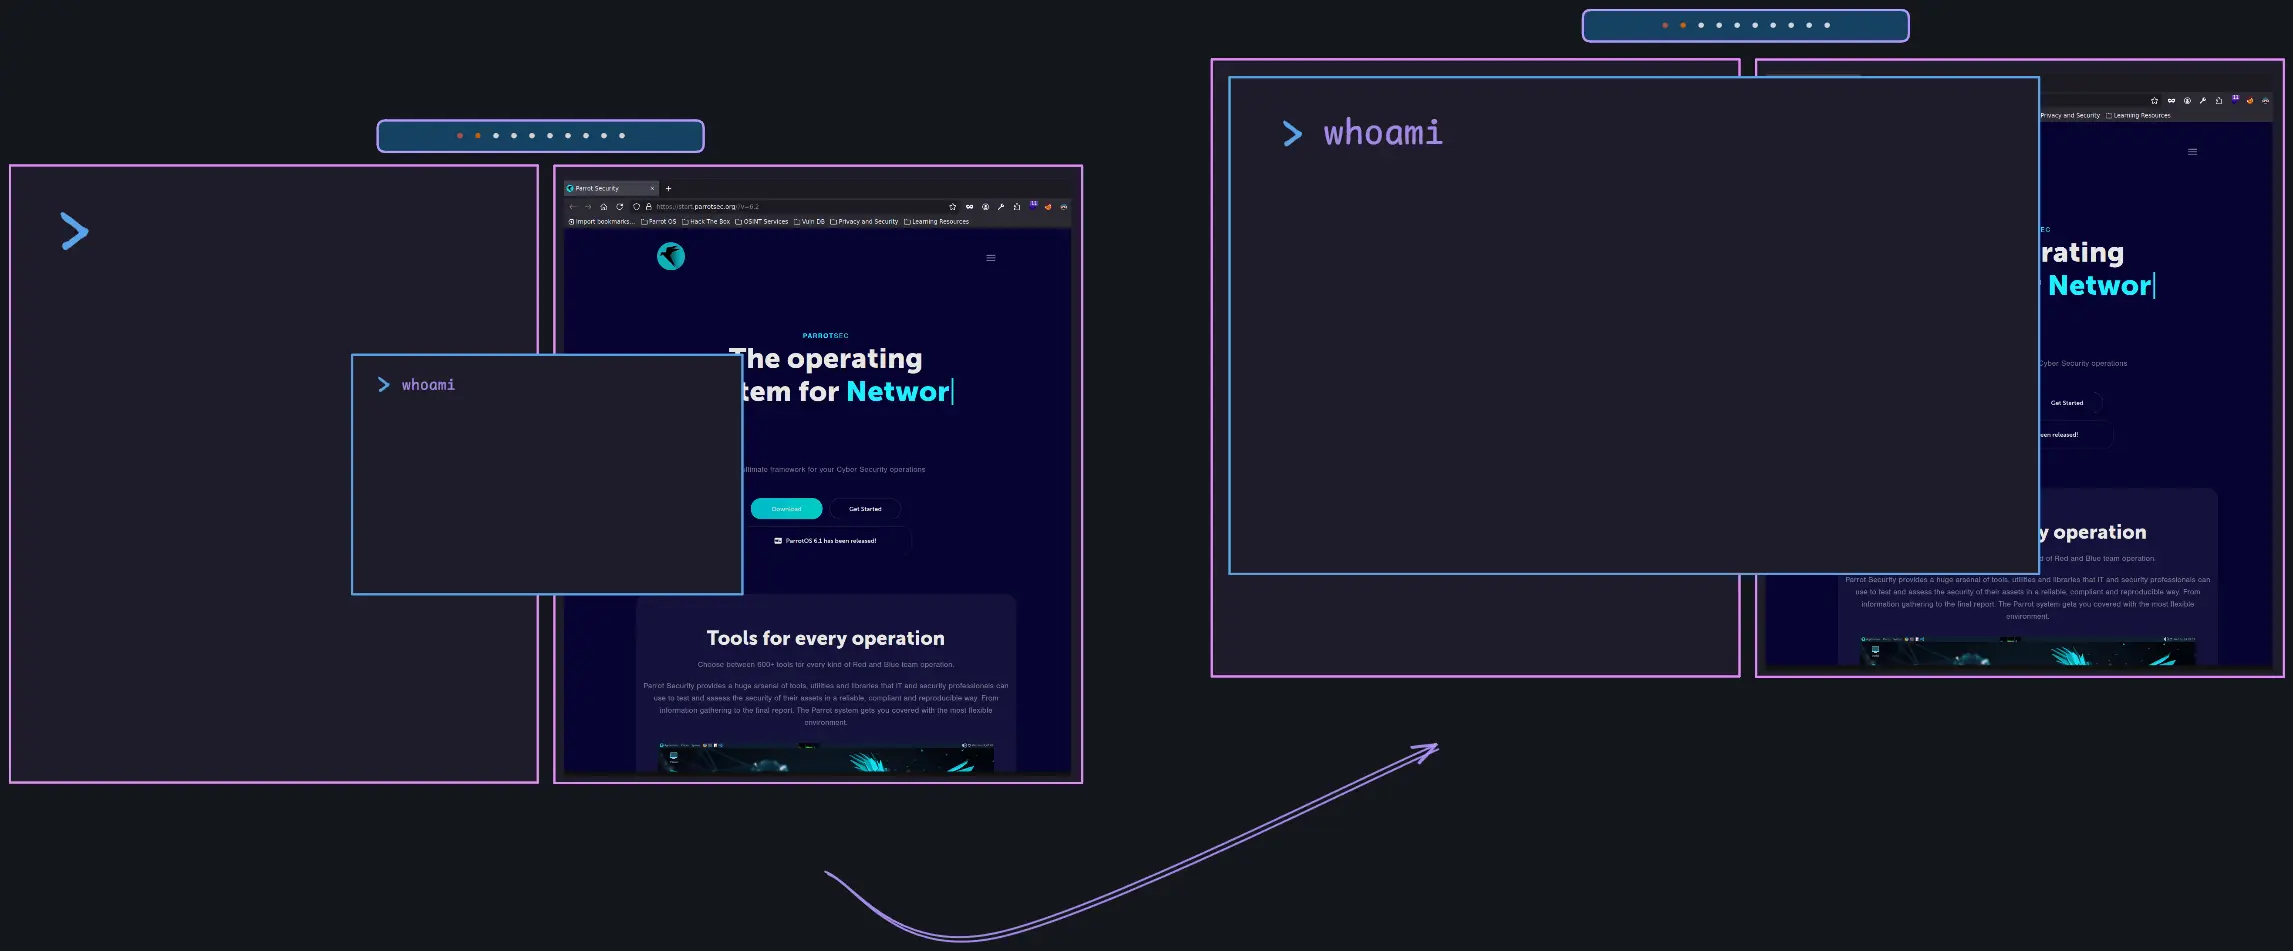 Parrot Security
https://start.parrotsec.org/?v=6.2
Import bookmarks... Parrot OS Hack The Box OSINT Services Vuln DB Privacy and Security Learning Resources
PARROTSEC
The operating
tem for Networ
whoami
ultimate framework for your Cyber Security operations
Download Get Started
ParrotOS 6.1 has been released!
Tools for every operation
Choose between 600+ tools for every kind of Red and Blue team operation.
Parrot Security provides a huge arsenal of tools, utilities and libraries that IT and security professionals can
use to test and assess the security of their assets in a reliable, compliant and reproducible way. From
information gathering to the final report. The Parrot system gets you covered with the most flexible
environment.
whoami
11
Privacy and Security Learning Resources
EC
rating
Networ
Cyber Security operations
Get Started
een released!
y operation
d of Red and Blue team operation.
Parrot Security provides a huge arsenal of tools, utilities and libraries that IT and security professionals can
use to test and assess the security of their assets in a reliable, compliant and reproducible way. From
information gathering to the final report. The Parrot system gets you covered with the most flexible
environment.